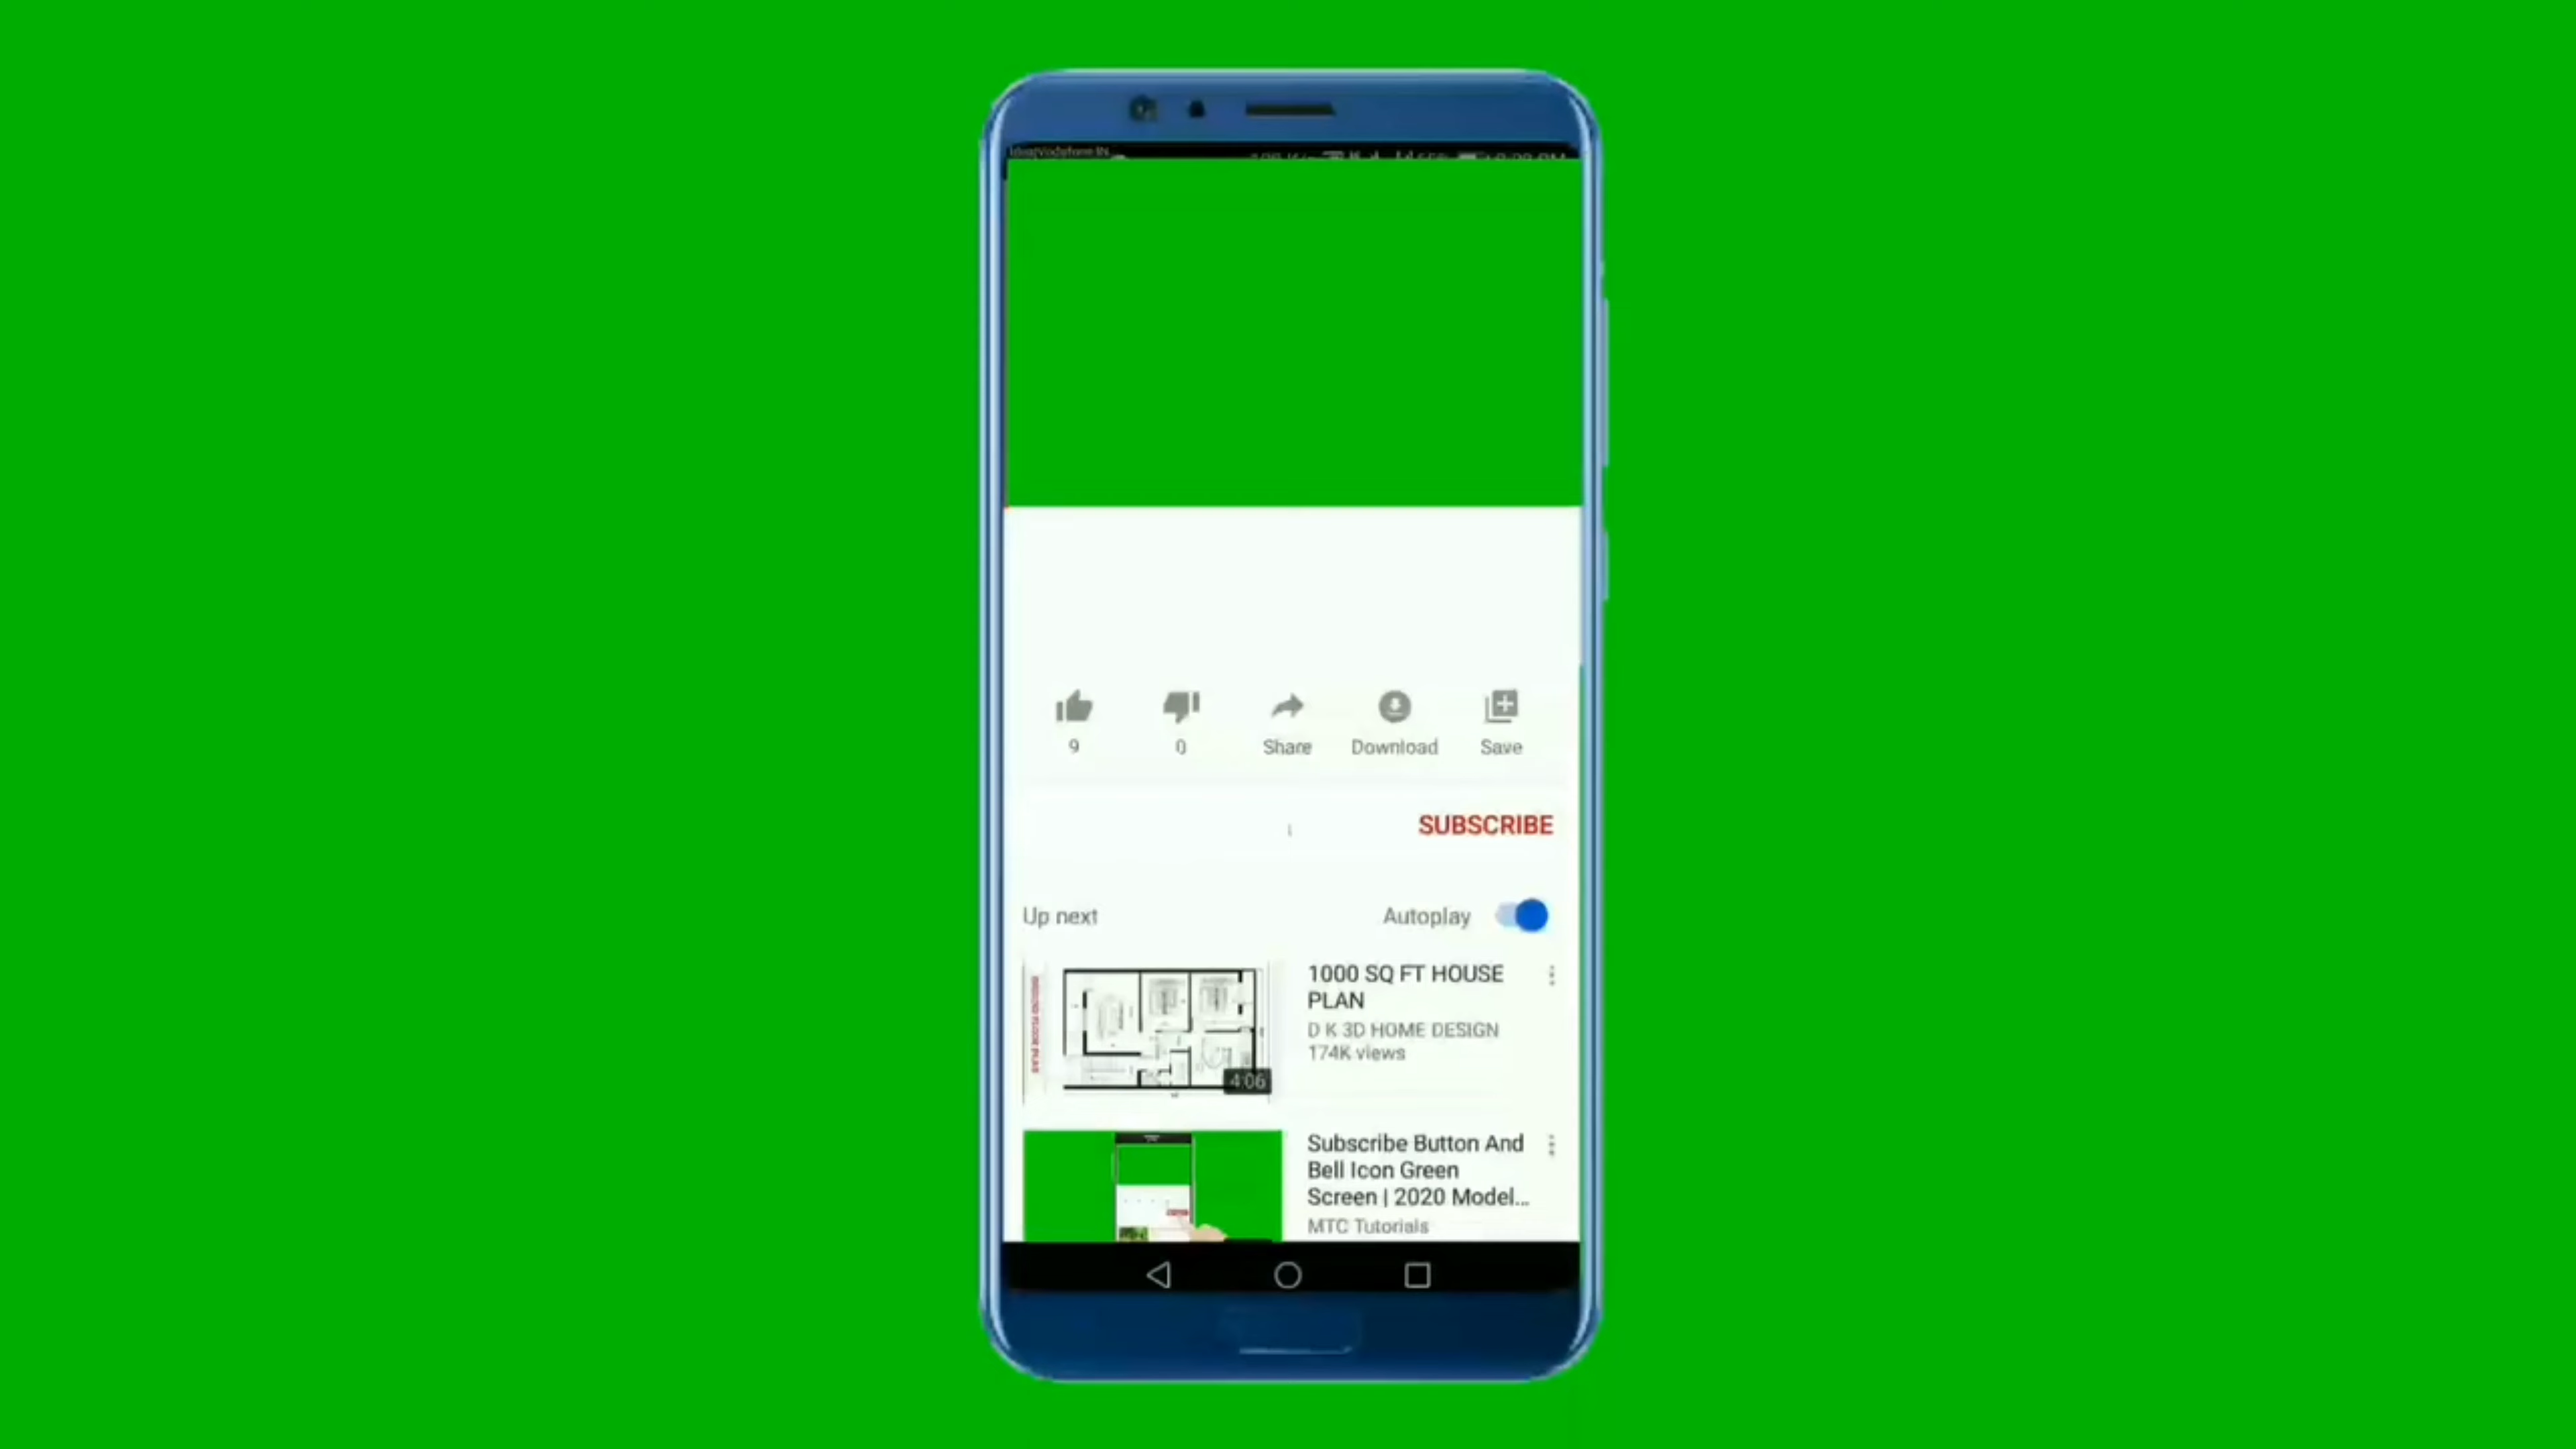 9
0
Share
Download
Save
SUBSCRIBE
Up next
Autoplay
1000 SQ FT HOUSE
PLAN
D K 3D HOME DESIGN
174K views
4:06
Subscribe Button And
Bell Icon Green
Screen | 2020 Model...
MTC Tutorials